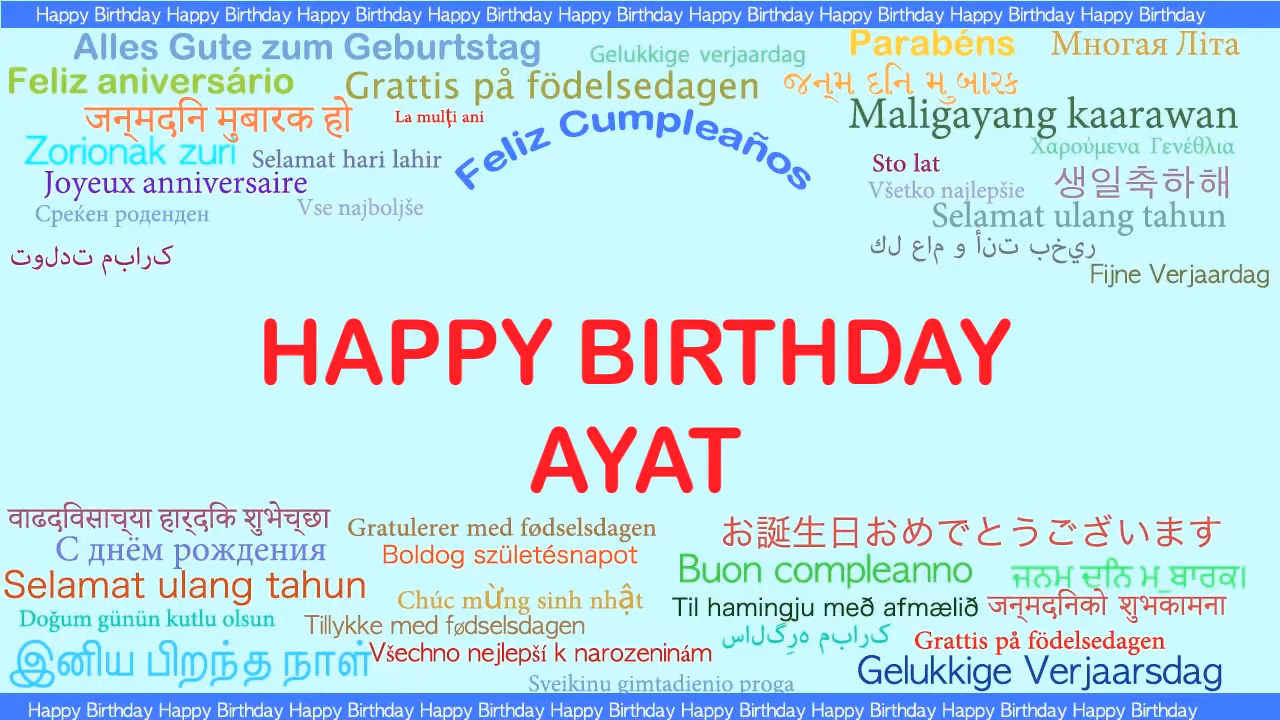 Happy Birthday Happy Birthday Happy Birthday Happy Birthday Happy Birthday Happy Birthday Happy Birthday Happy Birthday Happy Birthday
Alles Gute zum Geburtstag
Gelukkige verjaardag
Parabéns
Многая Літа
Feliz aniversário
Grattis på födelsedagen
જન્મ દિન મુબારક
जन्मदिन मुबारक हो
La mulţi ani
Feliz Cumpleaños
Maligayang kaarawan
Zorionak zuri
Selamat hari lahir
Sto lat
Χαρούμενα Γενέθλια
Joyeux anniversaire
Všetko najlepšie
생일축하해
Срeќен роденден
Vse najboljše
Selamat ulang tahun
تولدت مبارک
كل عام و أنت بخير
Fijne Verjaardag
HAPPY BIRTHDAY
AYAT
वाढदिवसाच्या हार्दिक शुभेच्छा
Gratulerer med fødselsdagen
お誕生日おめでとうございます
С днём рождения
Boldog születésnapot
Buon compleanno
ਜਨਮ ਦਿਨ ਮੁਬਾਰਕ।
Selamat ulang tahun
Chúc mừng sinh nhật
Til hamingju með afmælið
जन्मदिनको शुभकामना
Doğum günün kutlu olsun
Tillykke med fødselsdagen
سالگرہ مبارک
Grattis på födelsedagen
இனிய பிறந்த நாள்
Všechno nejlepší k narozeninám
Gelukkige Verjaarsdag
Sveikinu gimtadienio proga
Happy Birthday Happy Birthday Happy Birthday Happy Birthday Happy Birthday Happy Birthday Happy Birthday Happy Birthday Happy Birthday